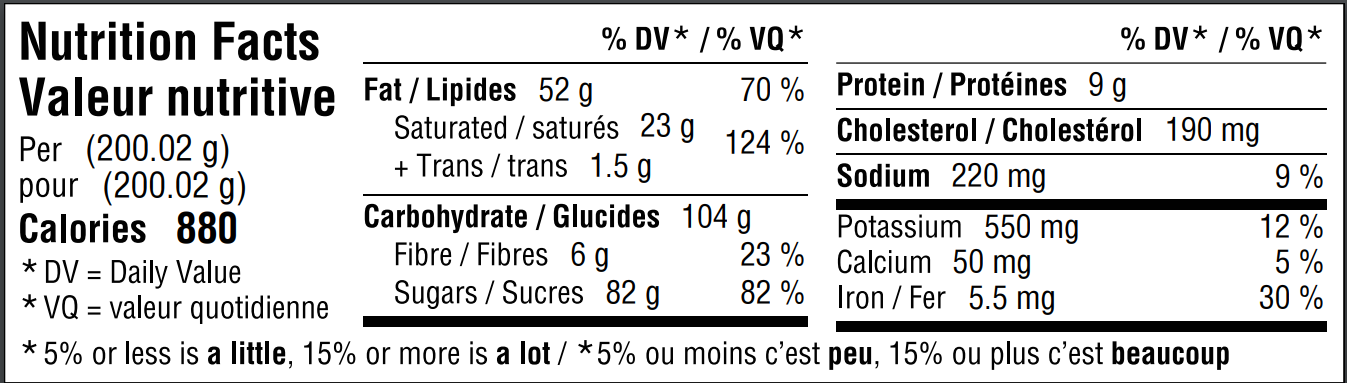 Nutrition Facts
Valeur nutritive
Per (200.02 g)
pour (200.02 g)
Calories 880
* DV = Daily Value
* VQ = valeur quotidienne
% DV* / % VQ*
Fat / Lipides 52 g 70 %
Saturated / saturés 23 g 124 %
+ Trans / trans 1.5 g
Carbohydrate / Glucides 104 g
Fibre / Fibres 6 g 23 %
Sugars / Sucres 82 g 82 %
% DV* / % VQ*
Protein / Protéines 9 g
Cholesterol / Cholestérol 190 mg
Sodium 220 mg 9 %
Potassium 550 mg 12 %
Calcium 50 mg 5 %
Iron / Fer 5.5 mg 30 %
* 5% or less is a little, 15% or more is a lot / * 5% ou moins c’est peu, 15% ou plus c’est beaucoup